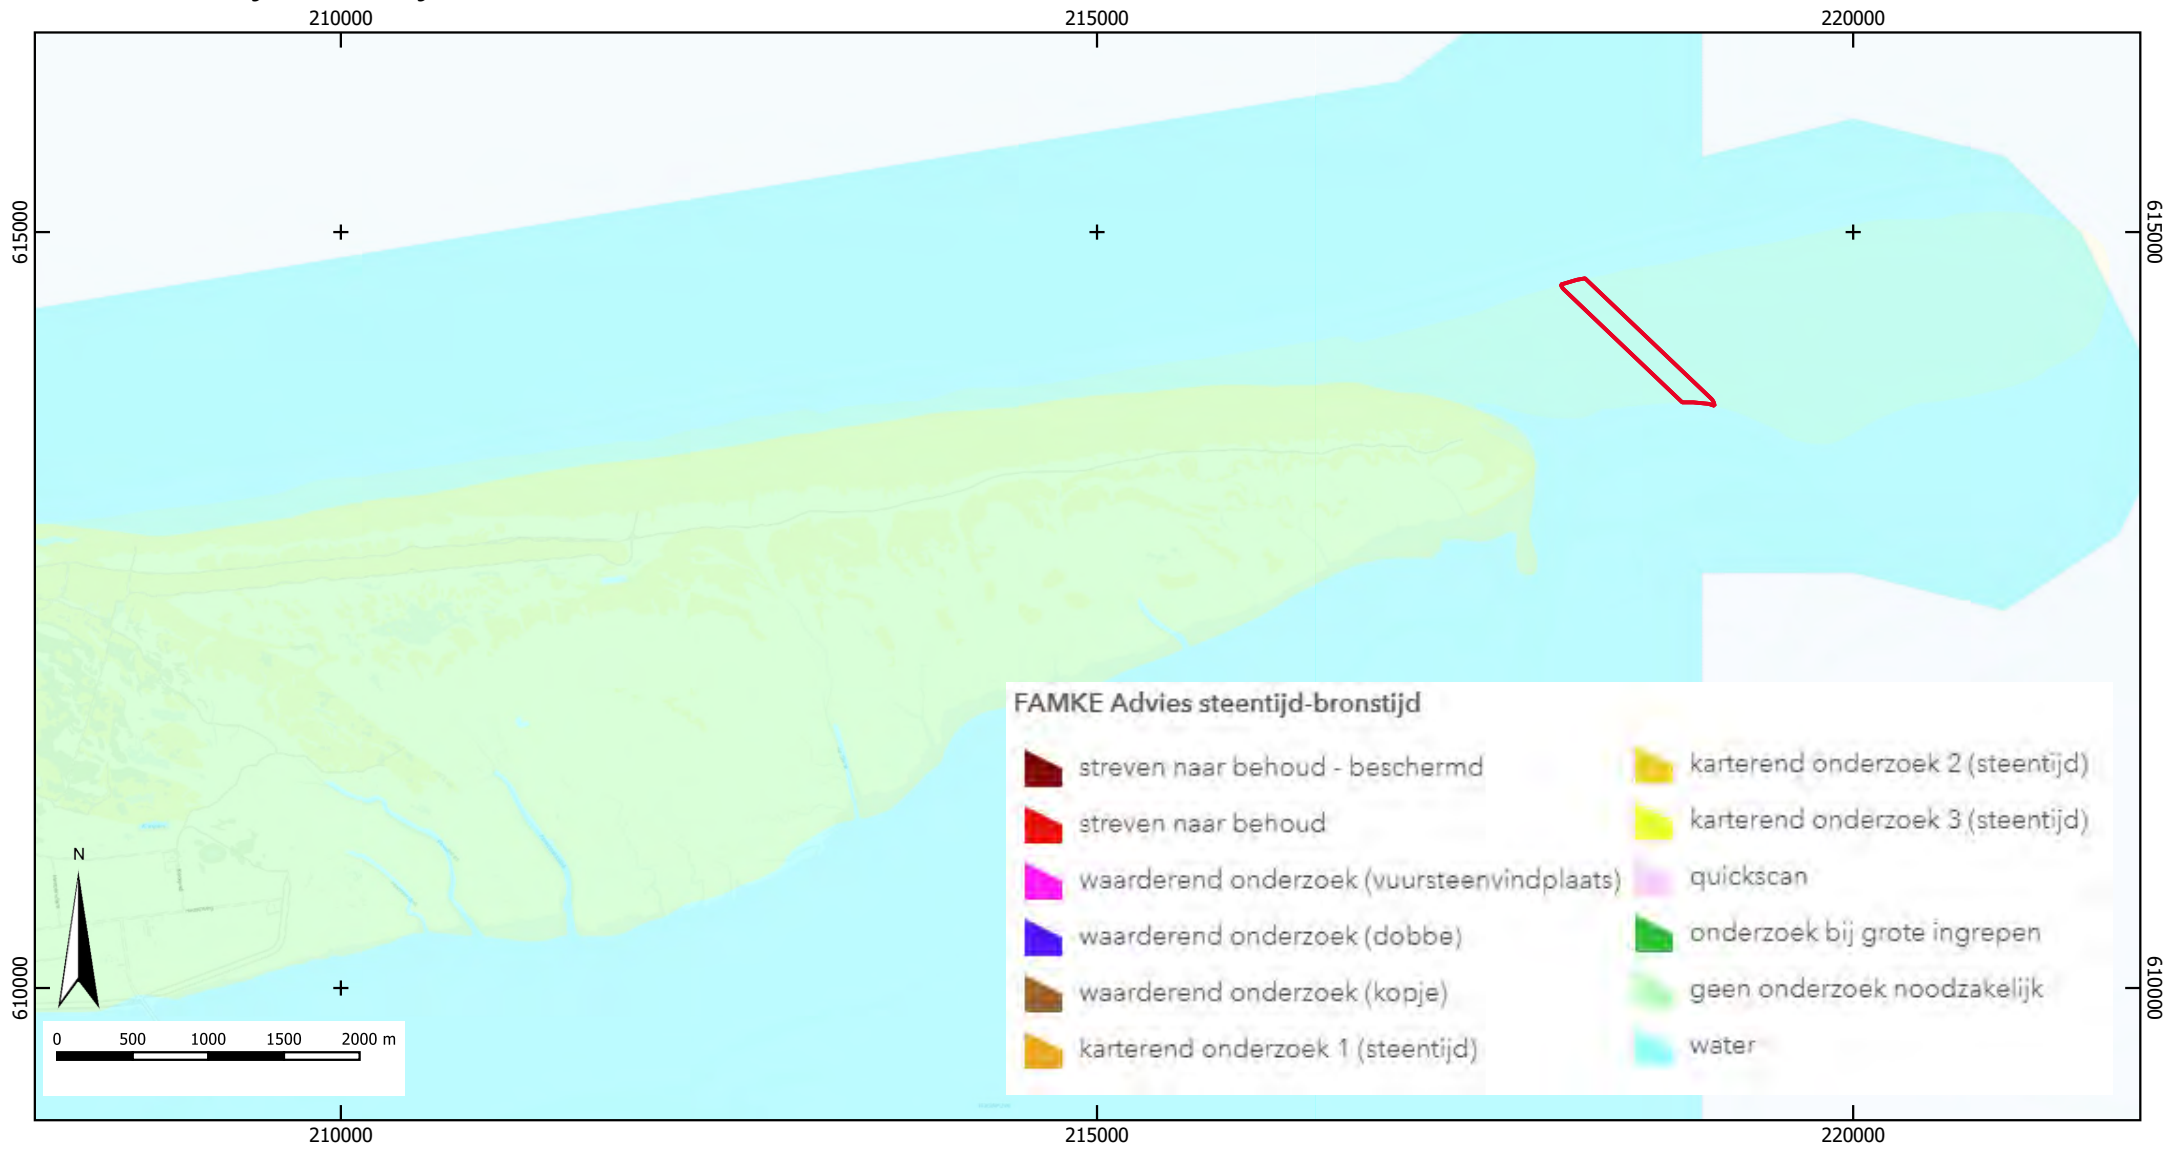 210000 215000 220000
615000 615000
FAMKE Advies steentijd-bronstijd
streven naar behoud - beschermd
streven naar behoud
waarderend onderzoek (vuursteenvindplaats)
waarderend onderzoek (dobbe)
waarderend onderzoek (kopje)
karterend onderzoek 1 (steentijd)
karterend onderzoek 2 (steentijd)
karterend onderzoek 3 (steentijd)
quickscan
onderzoek bij grote ingrepen
geen onderzoek noodzakelijk
water
N
610000 610000
0 500 1000 1500 2000 m
210000 215000 220000